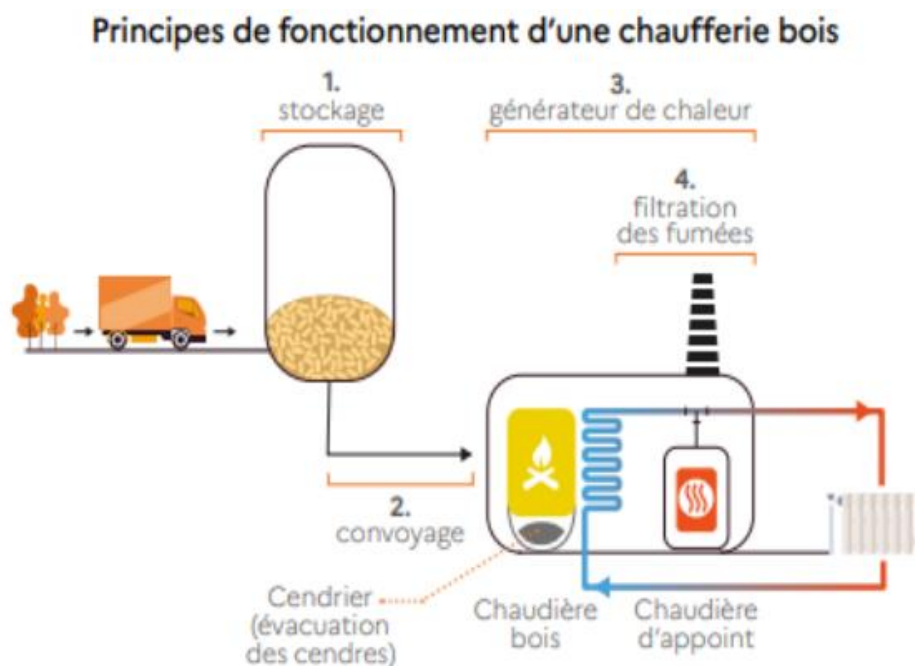 Principes de fonctionnement d'une chaufferie bois
1.
stockage
3.
générateur de chaleur
4.
filtration
des fumées
2.
convoyage
Cendrier
(évacuation
des cendres)
Chaudière
bois
Chaudière
d'appoint